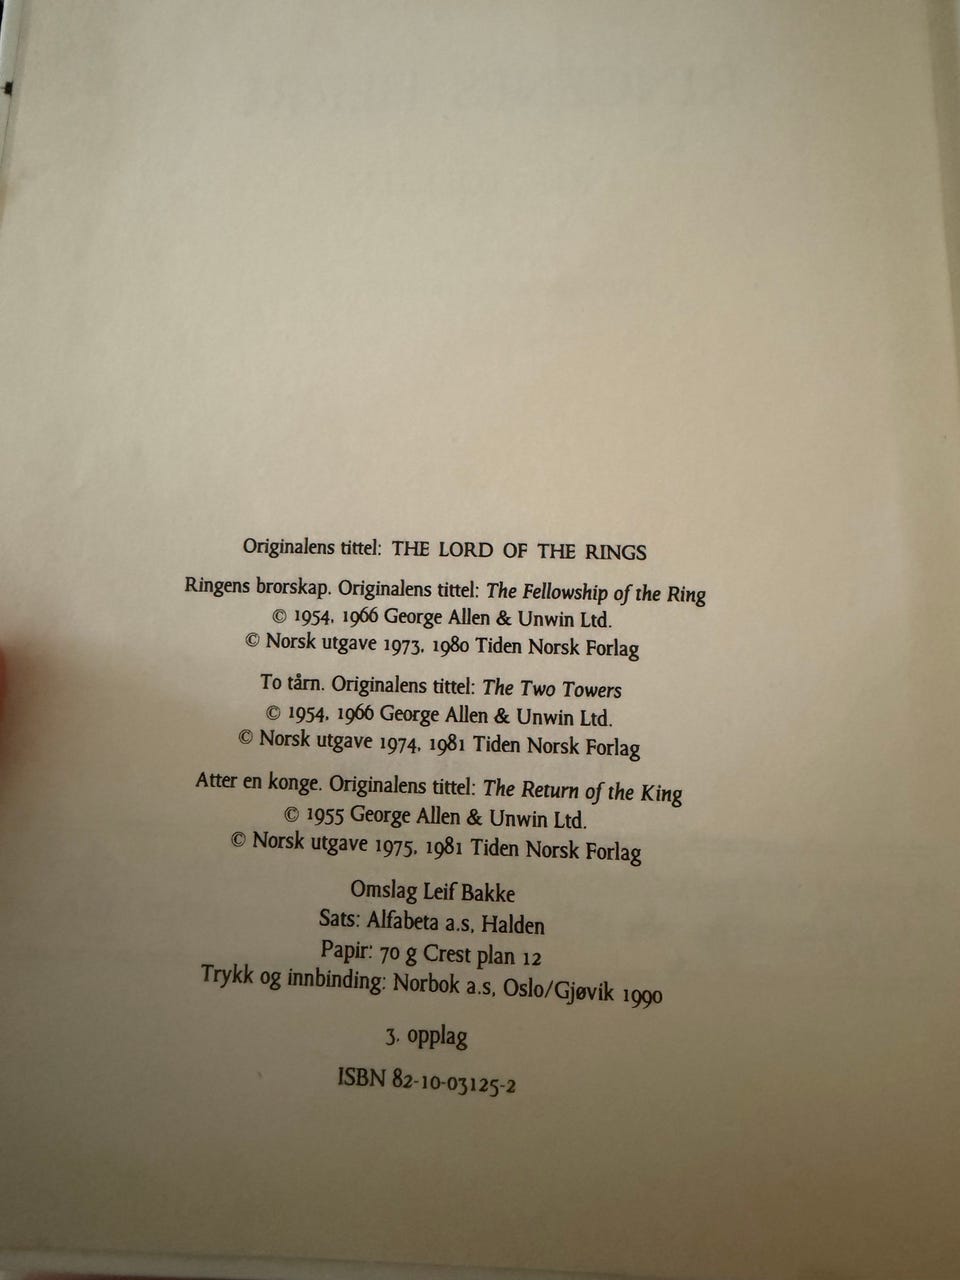 Originalens tittel: THE LORD OF THE RINGS
Ringens brorskap. Originalens tittel: The Fellowship of the Ring
© 1954, 1966 George Allen & Unwin Ltd.
© Norsk utgave 1973, 1980 Tiden Norsk Forlag
To tårn. Originalens tittel: The Two Towers
© 1954, 1966 George Allen & Unwin Ltd.
© Norsk utgave 1974, 1981 Tiden Norsk Forlag
Atter en konge. Originalens tittel: The Return of the King
© 1955 George Allen & Unwin Ltd.
© Norsk utgave 1975, 1981 Tiden Norsk Forlag
Omslag Leif Bakke
Sats: Alfabeta a.s, Halden
Papir: 70 g Crest plan 12
Trykk og innbinding: Norbok a.s, Oslo/Gjøvik 1990
3. opplag
ISBN 82-10-03125-2